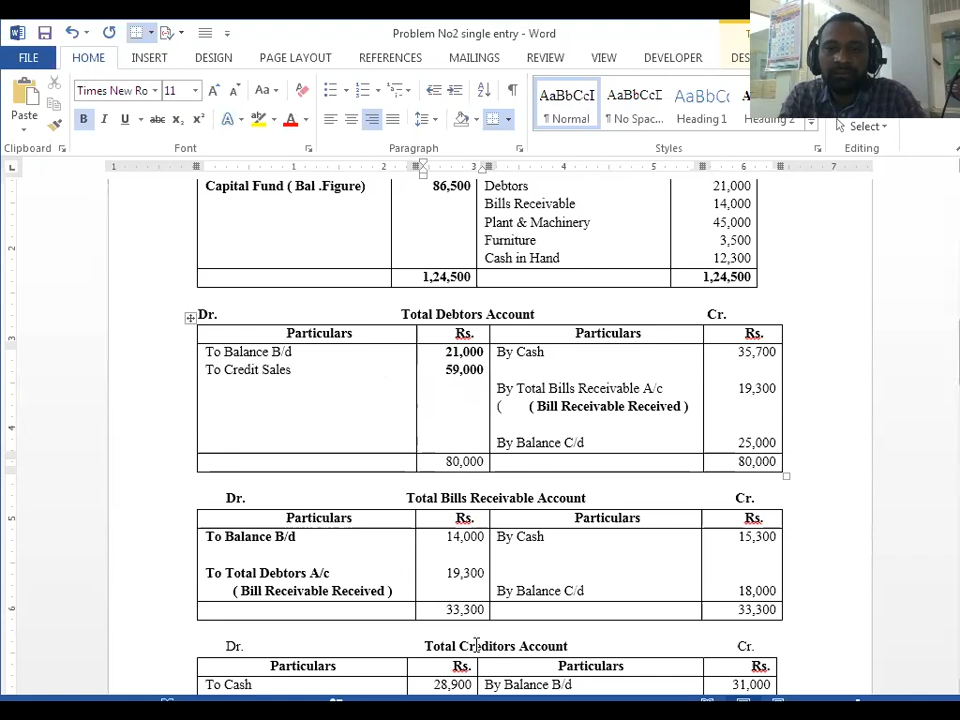 Problem No2 single entry - Word
FILE HOME INSERT DESIGN PAGE LAYOUT REFERENCES MAILINGS REVIEW VIEW DEVELOPER
Times New Ro 11
AaBbCcI AaBbCcI AaBbCc
Paste ¶ Normal ¶ No Spac... Heading 1 Heading 2 Select
Clipboard Font Paragraph Styles Editing
Capital Fund ( Bal .Figure) 86,500 Debtors 21,000
Bills Receivable 14,000
Plant & Machinery 45,000
Furniture 3,500
Cash in Hand 12,300
1,24,500 1,24,500
Dr. Total Debtors Account Cr.
Particulars Rs. Particulars Rs.
To Balance B/d 21,000 By Cash 35,700
To Credit Sales 59,000
By Total Bills Receivable A/c 19,300
( ( Bill Receivable Received )
By Balance C/d 25,000
80,000 80,000
Dr. Total Bills Receivable Account Cr.
Particulars Rs. Particulars Rs.
To Balance B/d 14,000 By Cash 15,300
To Total Debtors A/c 19,300
( Bill Receivable Received ) By Balance C/d 18,000
33,300 33,300
Dr. Total Creditors Account Cr.
Particulars Rs. Particulars Rs.
To Cash 28,900 By Balance B/d 31,000